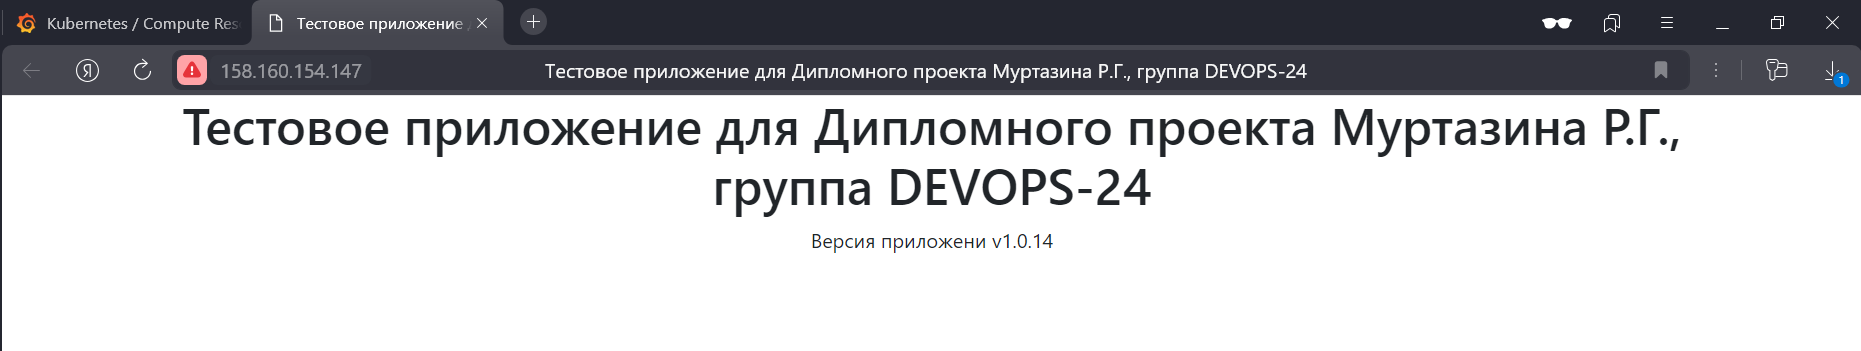 Kubernetes / Compute Res
Тестовое приложение
158.160.154.147
Тестовое приложение для Дипломного проекта Муртазина Р.Г., группа DEVOPS-24
1
Тестовое приложение для Дипломного проекта Муртазина Р.Г.,
группа DEVOPS-24
Версия приложени v1.0.14